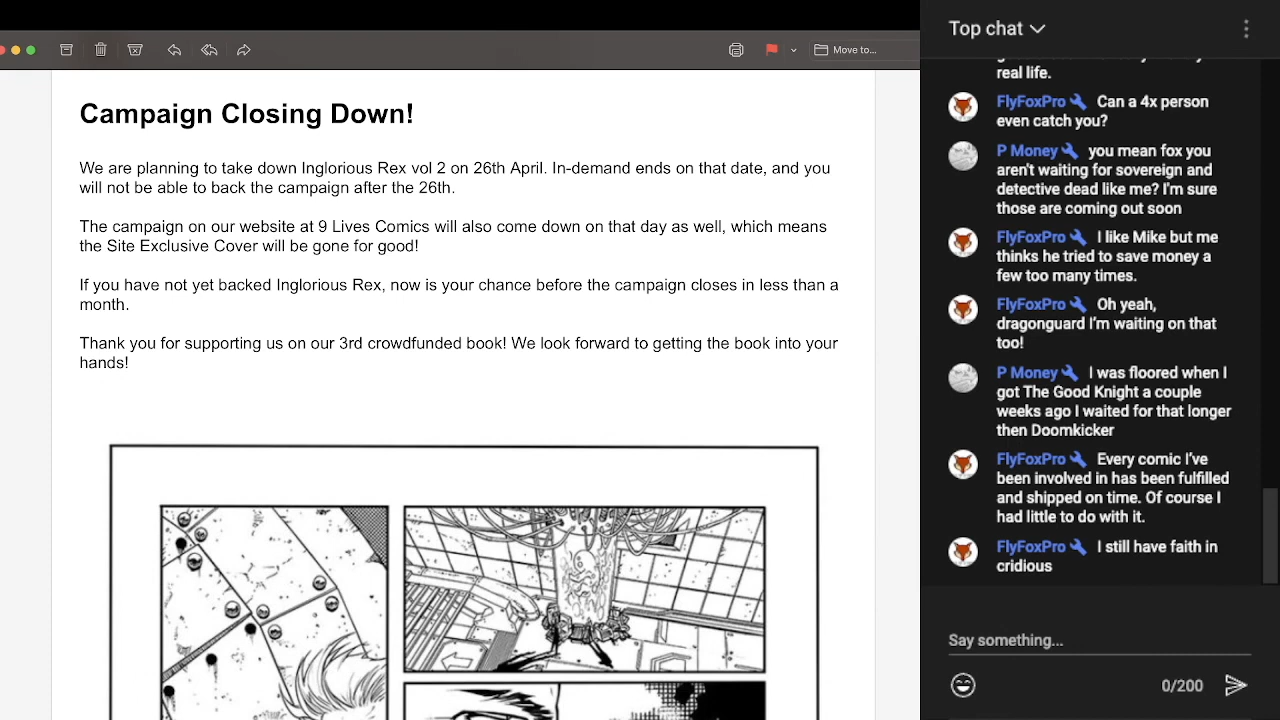 Move to...
Campaign Closing Down!
We are planning to take down Inglorious Rex vol 2 on 26th April. In-demand ends on that date, and you
will not be able to back the campaign after the 26th.
The campaign on our website at 9 Lives Comics will also come down on that day as well, which means
the Site Exclusive Cover will be gone for good!
If you have not yet backed Inglorious Rex, now is your chance before the campaign closes in less than a
month.
Thank you for supporting us on our 3rd crowdfunded book! We look forward to getting the book into your
hands!
Top chat
real life.
FlyFoxPro Can a 4x person
even catch you?
P Money you mean fox you
aren't waiting for sovereign and
detective dead like me? I'm sure
those are coming out soon
FlyFoxPro I like Mike but me
thinks he tried to save money a
few too many times.
FlyFoxPro Oh yeah,
dragonguard I'm waiting on that
too!
P Money I was floored when I
got The Good Knight a couple
weeks ago I waited for that longer
then Doomkicker
FlyFoxPro Every comic I've
been involved in has been fulfilled
and shipped on time. Of course I
had little to do with it.
FlyFoxPro I still have faith in
cridious
Say something...
0/200